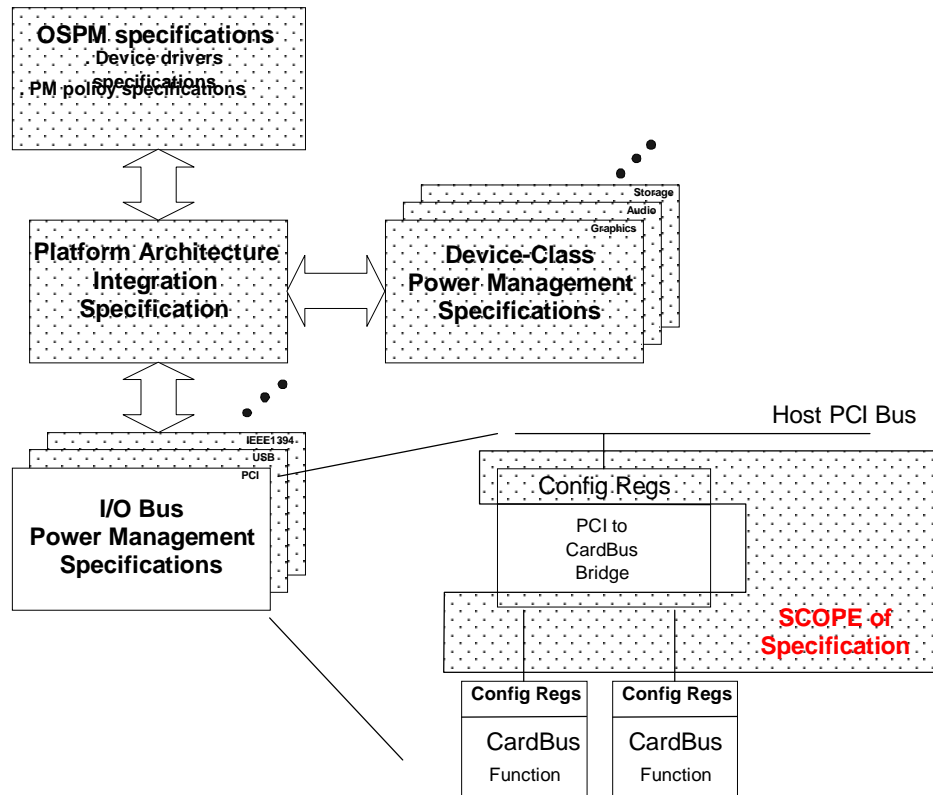 OSPM specifications
. Device drivers
specifications
. PM policy specifications
Storage
Audio
Graphics
Platform Architecture
Integration
Specification
Device-Class
Power Management
Specifications
IEEE1394
USB
PCI
I/O Bus
Power Management
Specifications
Host PCI Bus
Config Regs
PCI to
CardBus
Bridge
SCOPE of
Specification
Config Regs
CardBus
Function
Config Regs
CardBus
Function